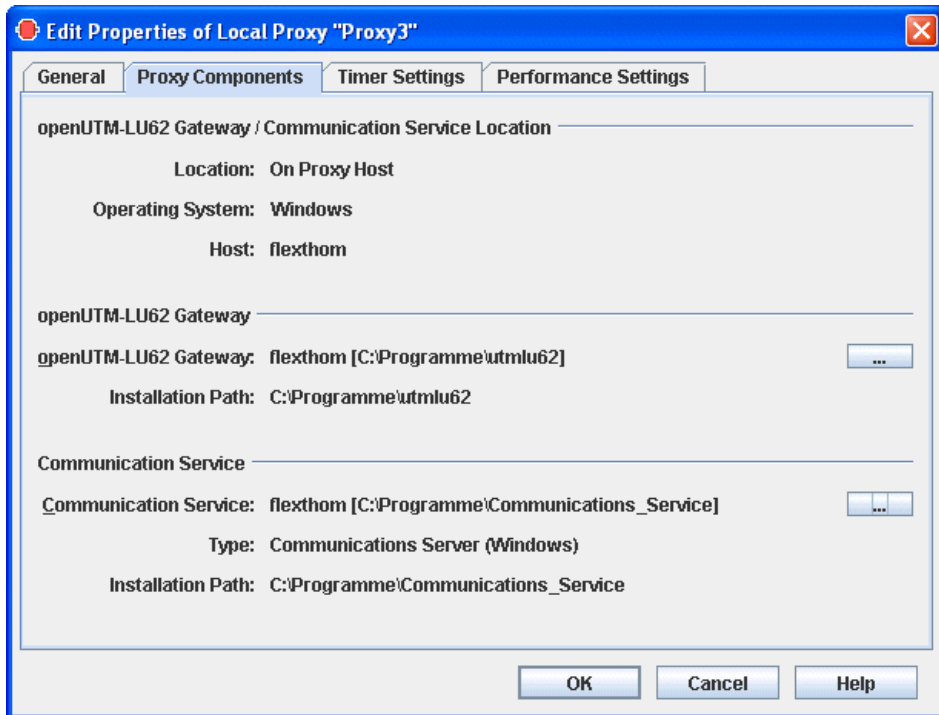 Edit Properties of Local Proxy "Proxy3"
General Proxy Components Timer Settings Performance Settings
openUTM-LU62 Gateway / Communication Service Location
Location: On Proxy Host
Operating System: Windows
Host: flexthom
openUTM-LU62 Gateway
openUTM-LU62 Gateway: flexthom [C:\Programme\utmlu62] ...
Installation Path: C:\Programme\utmlu62
Communication Service
Communication Service: flexthom [C:\Programme\Communications_Service] ...
Type: Communications Server (Windows)
Installation Path: C:\Programme\Communications_Service
OK Cancel Help